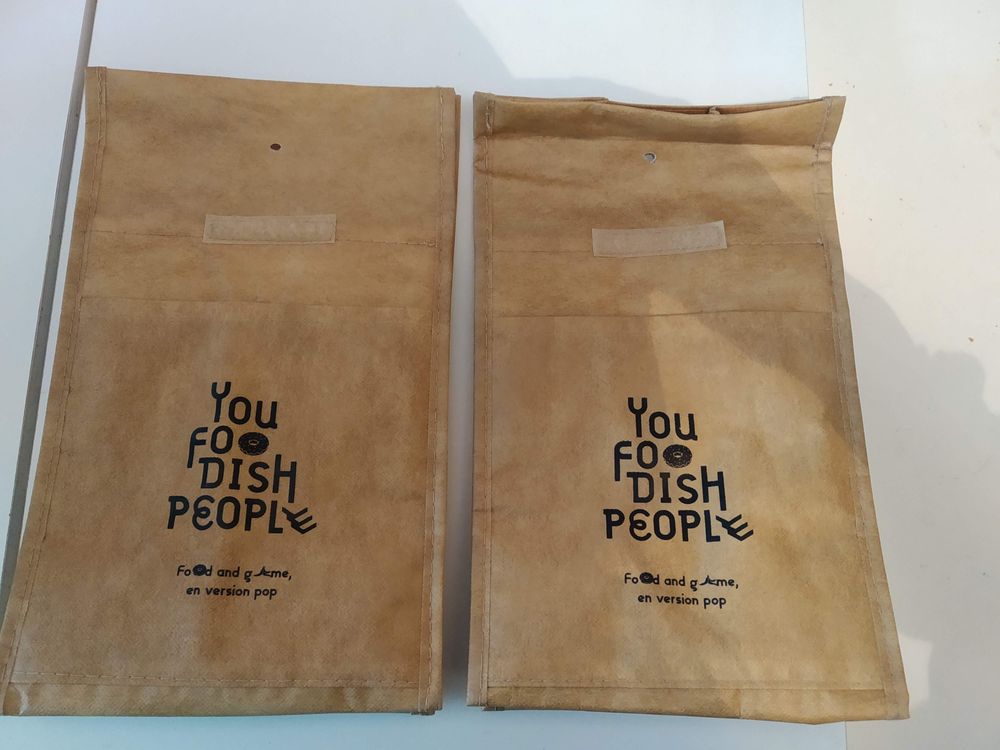 You
FOO
DISH
PEOPLE
Food and game,
en version pop
You
FOO
DISH
PEOPLE
Food and game,
en version pop